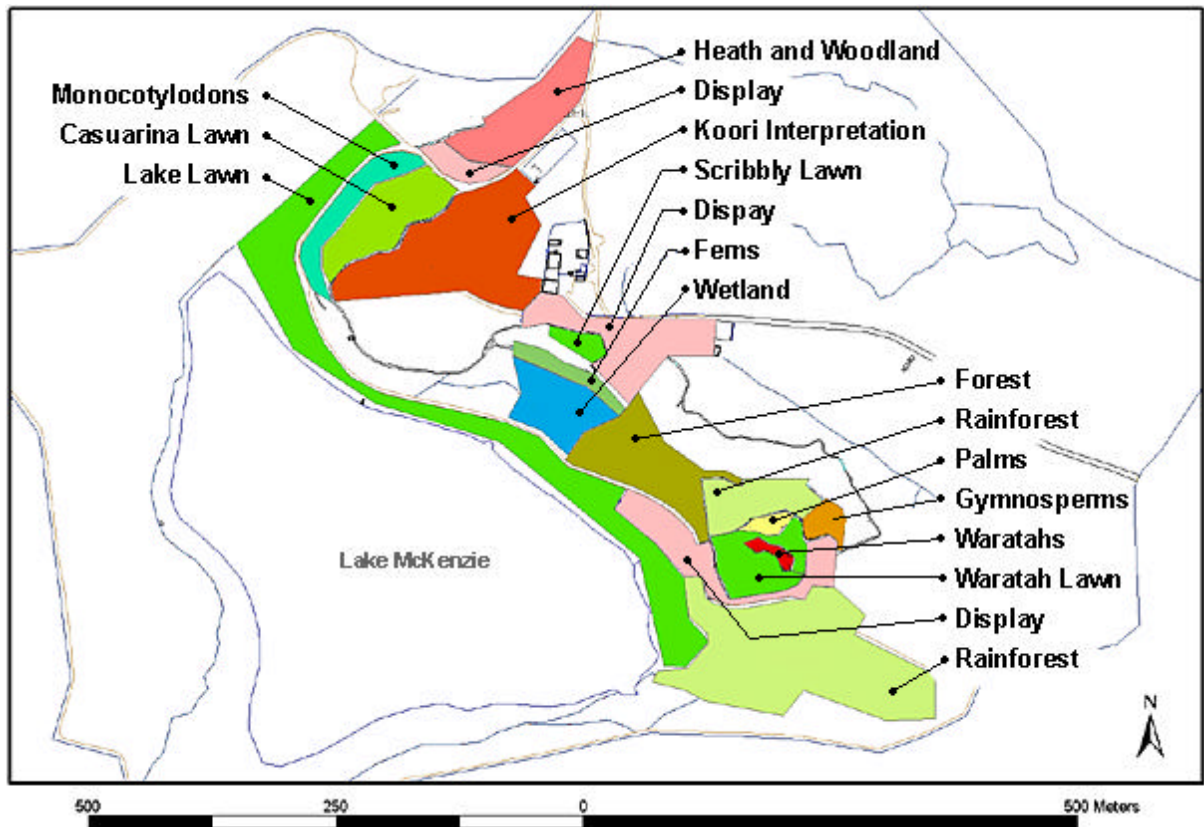 Heath and Woodland
Display
Koori Interpretation
Scribbly Lawn
Dispay
Ferns
Wetland
Monocotylodons
Casuarina Lawn
Lake Lawn
Forest
Rainforest
Palms
Gymnosperms
Waratahs
Waratah Lawn
Display
Rainforest
Lake McKenzie
N
500 250 0 500 Meters